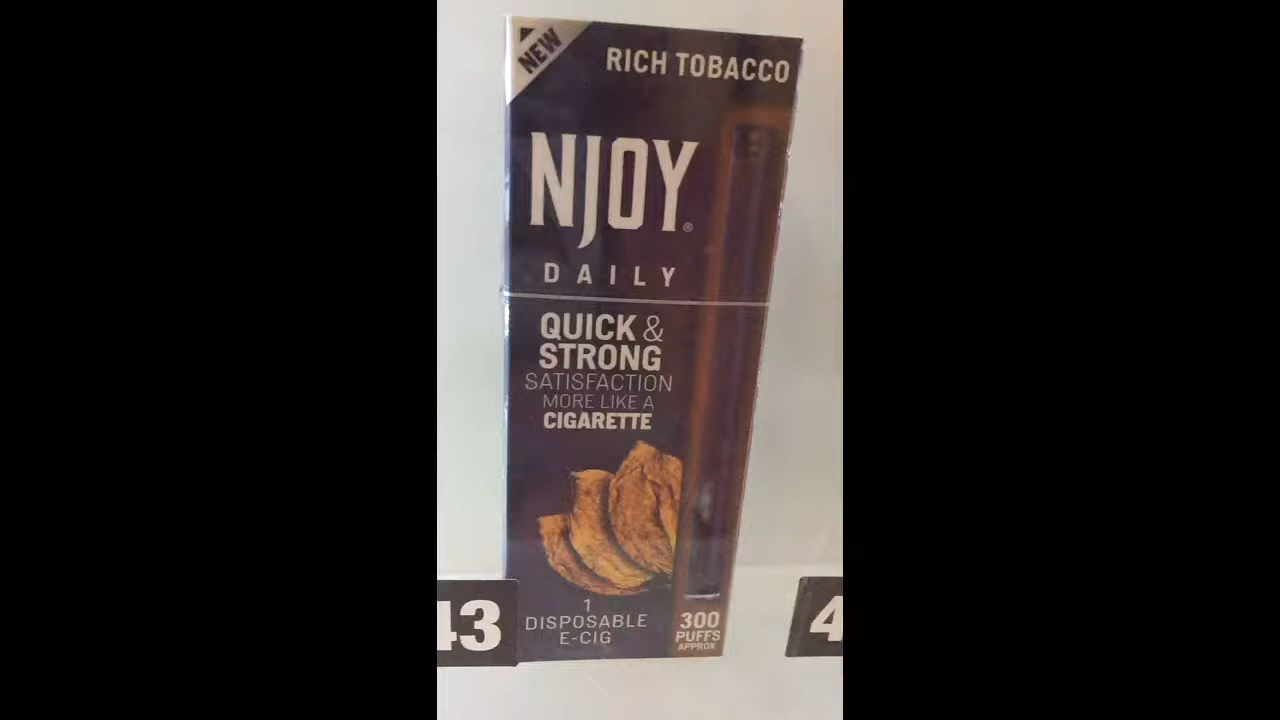 NEW
RICH TOBACCO
NJOY®
DAILY
QUICK &
STRONG
SATISFACTION
MORE LIKE A
CIGARETTE
1
DISPOSABLE
E-CIG
300
PUFFS
APPROX
43
4